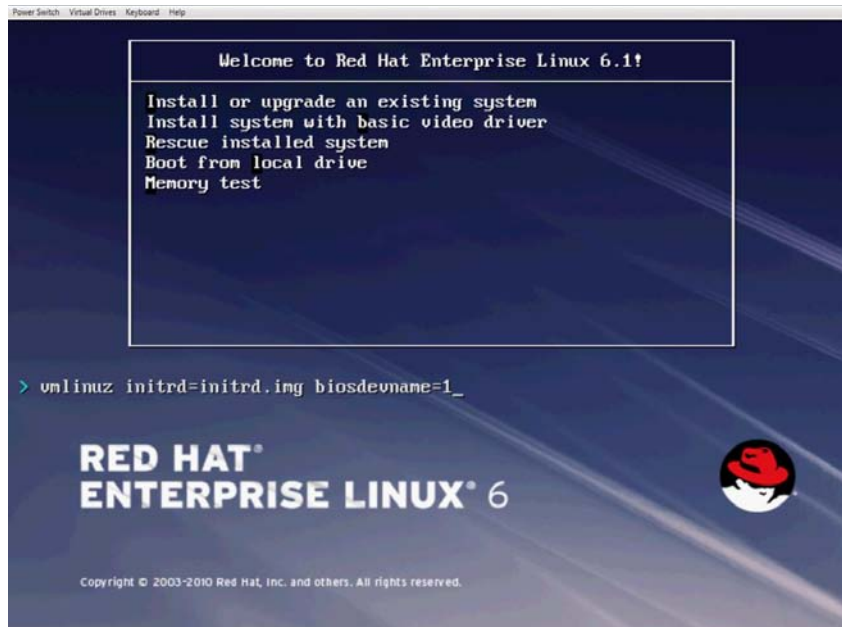 Power Switch Virtual Drives Keyboard Help
Welcome to Red Hat Enterprise Linux 6.1!
Install or upgrade an existing system
Install system with basic video driver
Rescue installed system
Boot from local drive
Memory test
> vmlinuz initrd=initrd.img biosdevname=1_
RED HAT®
ENTERPRISE LINUX® 6
Copyright © 2003-2010 Red Hat, Inc. and others. All rights reserved.